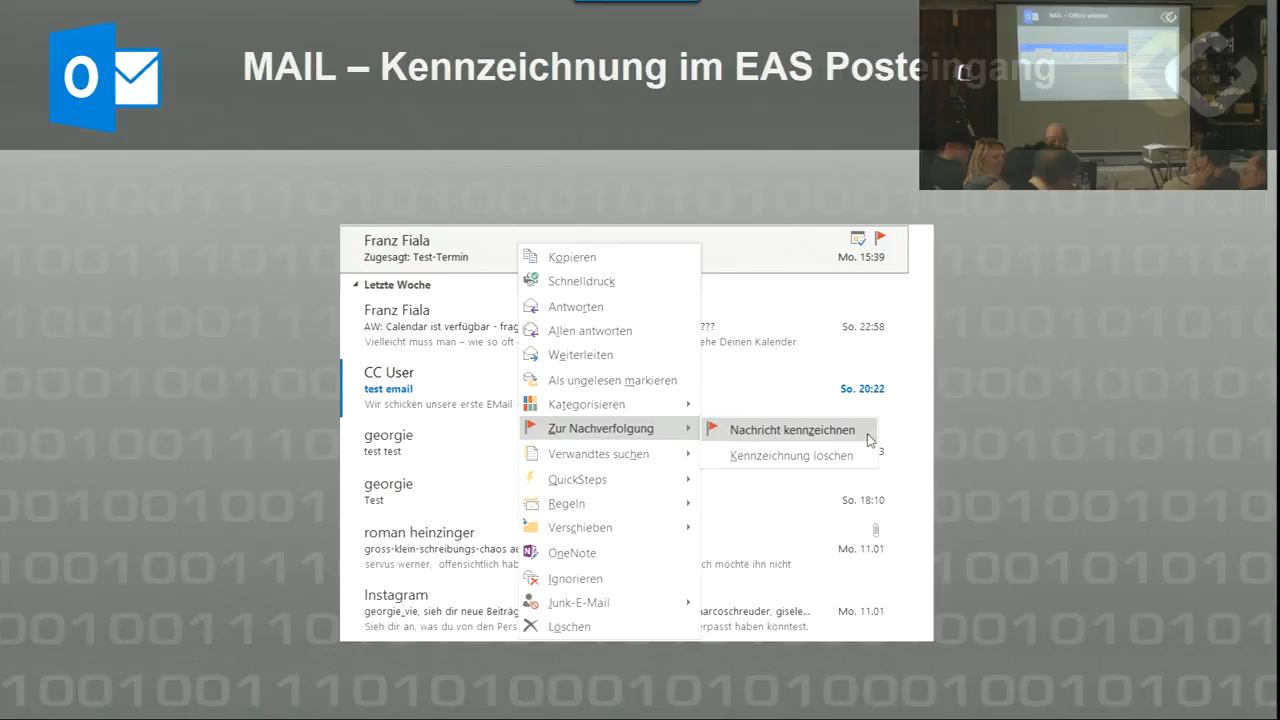 MAIL – Kennzeichnung im EAS Posteingang
MAIL – Offline arbeiten
Franz Fiala
Zugesagt: Test-Termin
Mo. 15:39
Letzte Woche
Franz Fiala
AW: Calendar ist verfügbar - frag
???
So. 22:58
Vielleicht muss man – wie so oft
ehe Deinen Kalender
CC User
test email
So. 20:22
Wir schicken unsere erste EMail
georgie
test test
3
georgie
Test
So. 18:10
roman heinzinger
gross-klein-schreibungs-chaos au
Mo. 11.01
servus werner, offensichtlich hab
ch möchte ihn nicht
Instagram
georgie_vie, sieh dir neue Beiträg
marcoschreuder, gisele...
Mo. 11.01
Sieh dir an, was du von den Pers
erpasst haben könntest.
Kopieren
Schnelldruck
Antworten
Allen antworten
Weiterleiten
Als ungelesen markieren
Kategorisieren
Zur Nachverfolgung
Verwandtes suchen
QuickSteps
Regeln
Verschieben
OneNote
Ignorieren
Junk-E-Mail
Löschen
Nachricht kennzeichnen
Kennzeichnung löschen